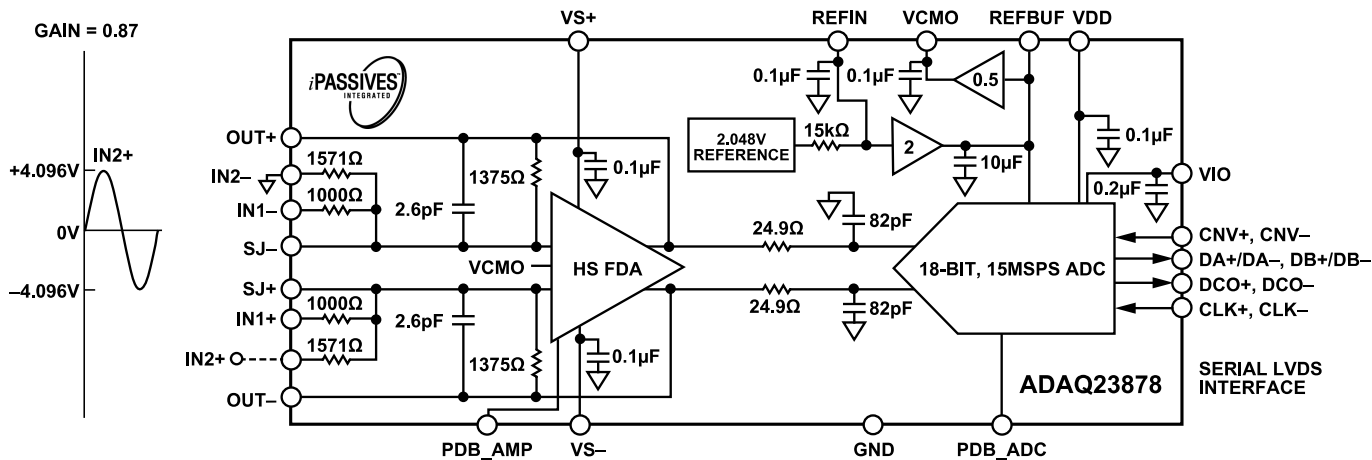 GAIN = 0.87
IN2+
+4.096V
0V
–4.096V
VS+
REFIN
VCMO
REFBUF
VDD
iPASSIVES™
INTEGRATED
0.1µF
0.1µF
0.5
OUT+
1571Ω
IN2–
1000Ω
IN1–
SJ–
2.6pF
1375Ω
0.1µF
2.048V
REFERENCE
15kΩ
2
10µF
0.1µF
0.2µF
VIO
VCMO
HS FDA
24.9Ω
82pF
18-BIT, 15MSPS ADC
CNV+, CNV–
DA+/DA–, DB+/DB–
DCO+, DCO–
CLK+, CLK–
SJ+
1000Ω
IN1+
1571Ω
IN2+
OUT–
2.6pF
1375Ω
0.1µF
24.9Ω
82pF
ADAQ23878
SERIAL LVDS
INTERFACE
PDB_AMP
VS–
GND
PDB_ADC